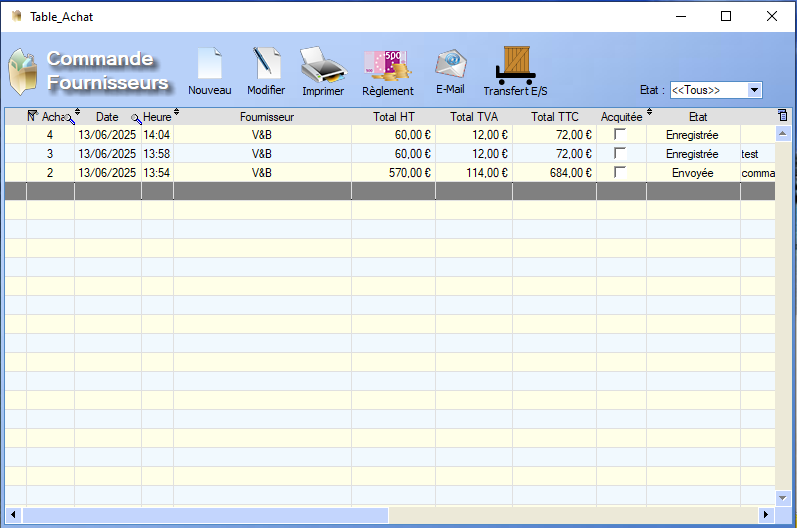 Table_Achat
Commande
Fournisseurs
Nouveau Modifier Imprimer Règlement E-Mail Transfert E/S
500
Etat : <<Tous>>
Acha Date Heure Fournisseur Total HT Total TVA Total TTC Acquitée Etat
4 13/06/2025 14:04 V&B 60,00 € 12,00 € 72,00 € Enregistrée
3 13/06/2025 13:58 V&B 60,00 € 12,00 € 72,00 € Enregistrée test
2 13/06/2025 13:54 V&B 570,00 € 114,00 € 684,00 € Envoyée comma